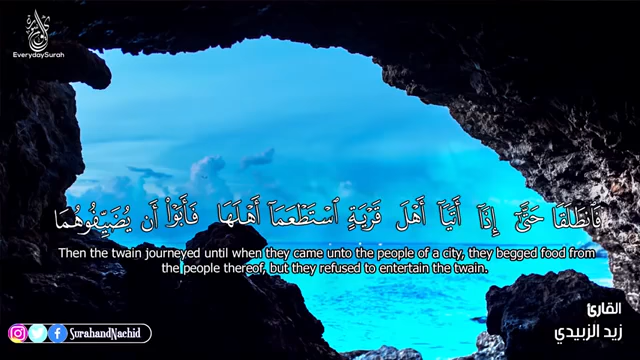 EverydaySurah
فَٱنطَلَقَا حَتَّىٰٓ إِذَآ أَتَيَآ أَهْلَ قَرْيَةٍ ٱسْتَطْعَمَآ أَهْلَهَا فَأَبَوْا۟ أَن يُضَيِّفُوهُمَا
Then the twain journeyed until when they came unto the people of a city, they begged food from
the people thereof, but they refused to entertain the twain.
القارئ
زيد الزبيدي
SurahandNachid